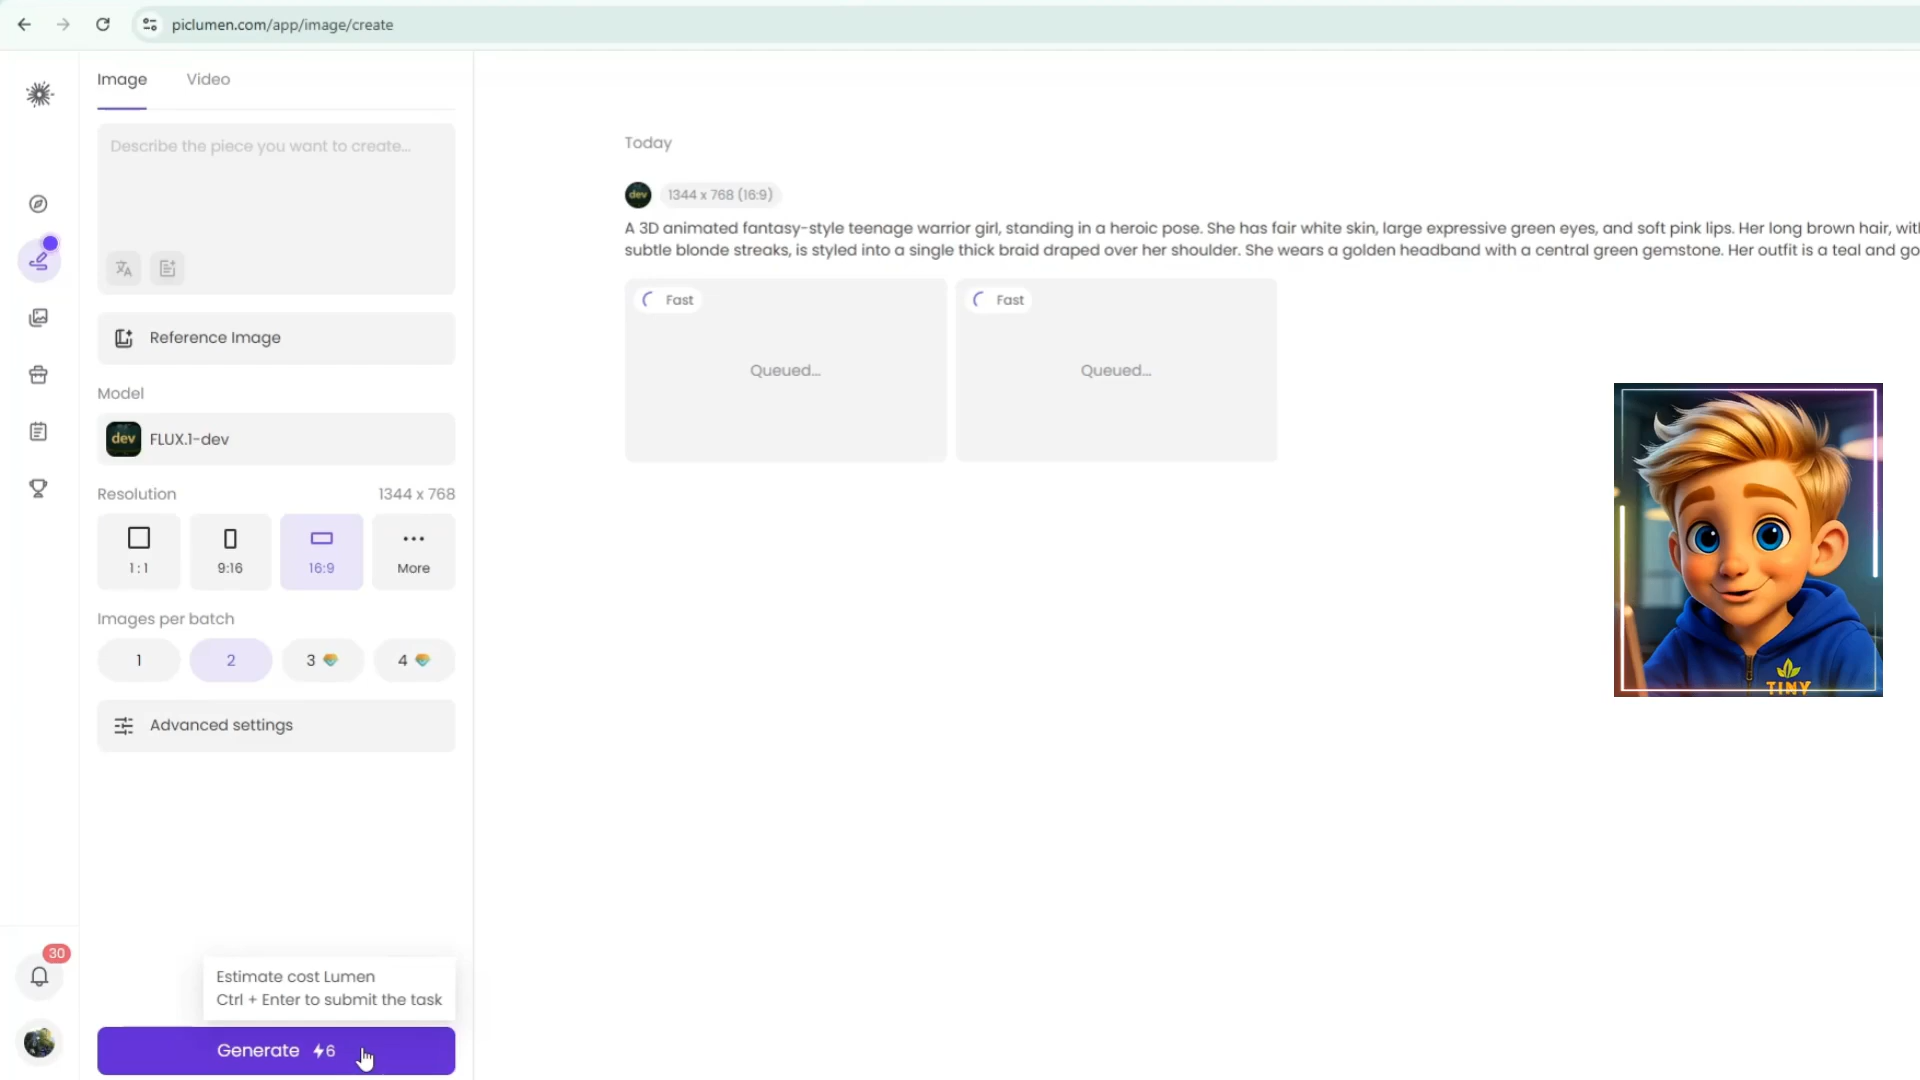 piclumen.com/app/image/create
Image Video
Describe the piece you want to create...
Reference Image
Model
dev FLUX.1-dev
Resolution 1344 x 768
1 : 1 9:16 16:9 More
Images per batch
1 2 3 4
Advanced settings
30
Estimate cost Lumen
Ctrl + Enter to submit the task
Generate 6
Today
dev 1344 x 768 (16:9)
A 3D animated fantasy-style teenage warrior girl, standing in a heroic pose. She has fair white skin, large expressive green eyes, and soft pink lips. Her long brown hair, wit
subtle blonde streaks, is styled into a single thick braid draped over her shoulder. She wears a golden headband with a central green gemstone. Her outfit is a teal and go
Fast Fast
Queued... Queued...
TINY